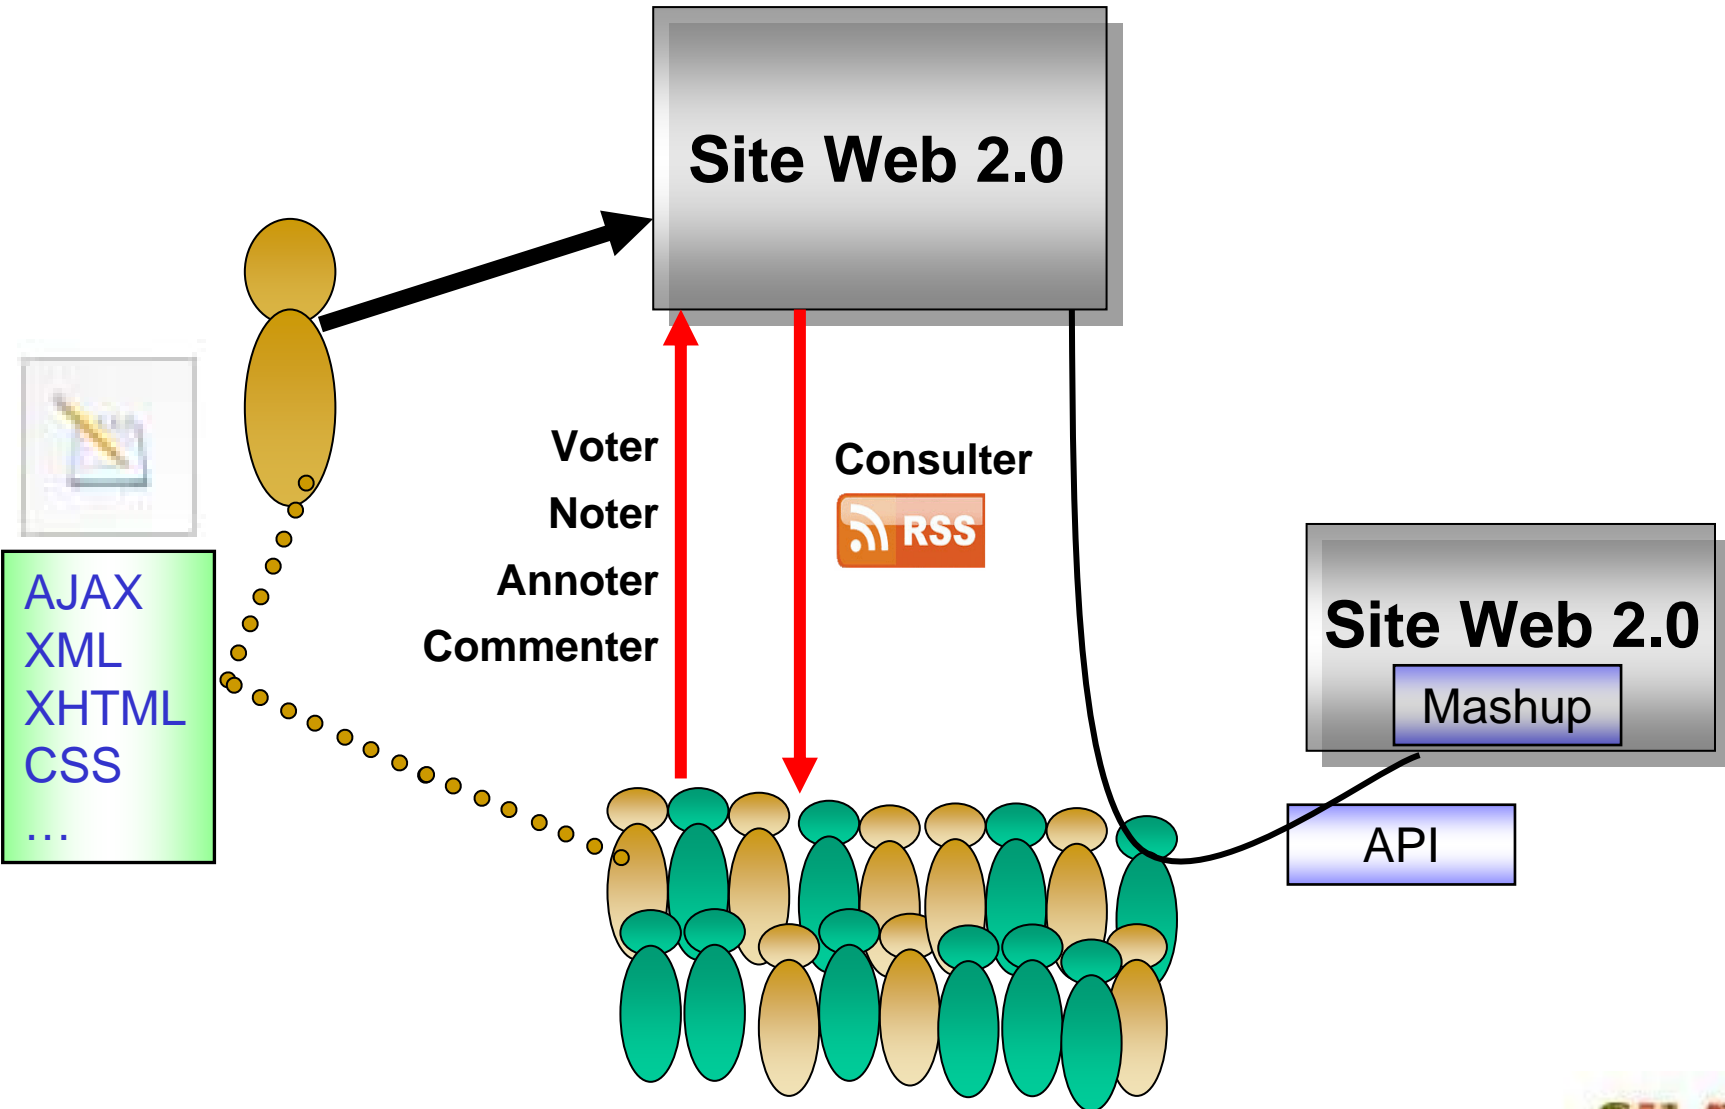 Site Web 2.0
Voter
Noter
Annoter
Commenter
Consulter
RSS
AJAX
XML
XHTML
CSS
…
Site Web 2.0
Mashup
API